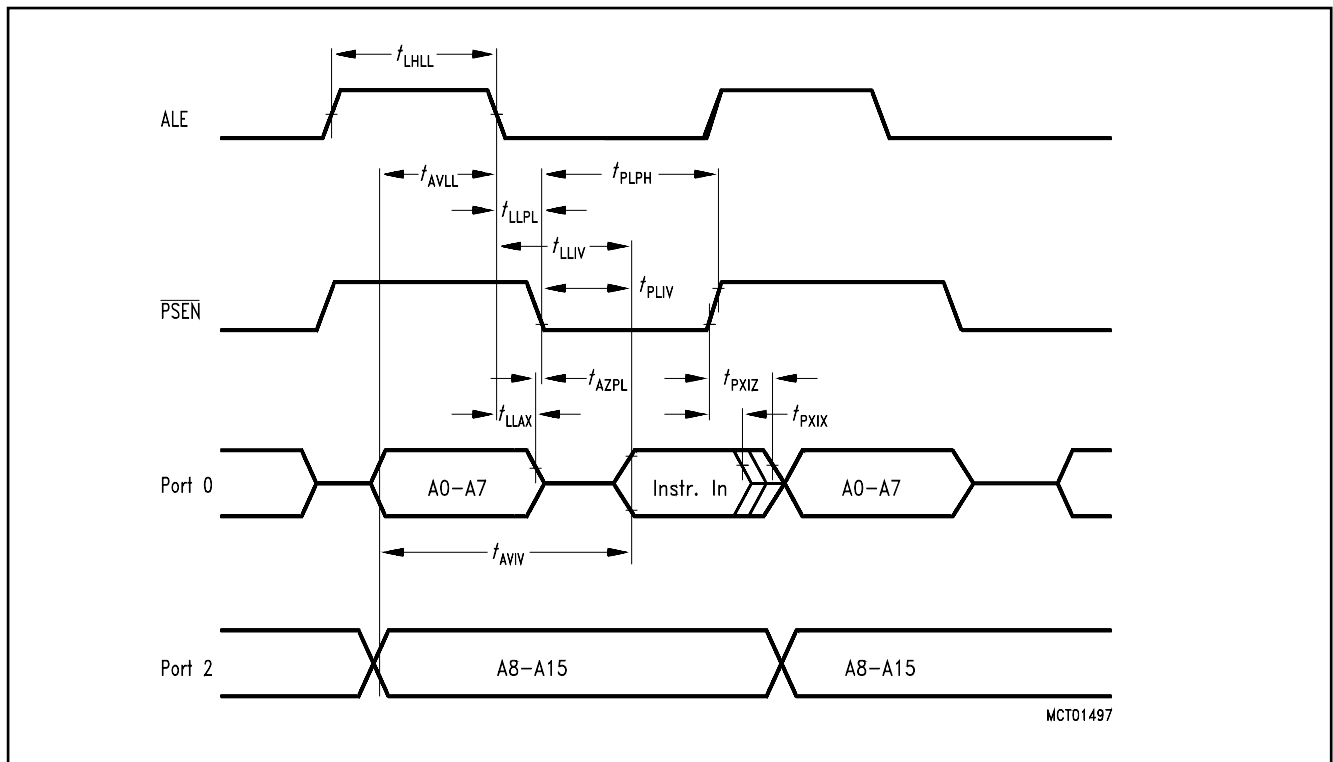 tLHLL
ALE
tAVLL
tPLPH
tLLPL
tLLIV
tPLIV
PSEN
tAZPL
tPXIZ
tLLAX
tPXIX
Port 0
A0-A7
Instr. In
A0-A7
tAVIV
Port 2
A8-A15
A8-A15
MCT01497